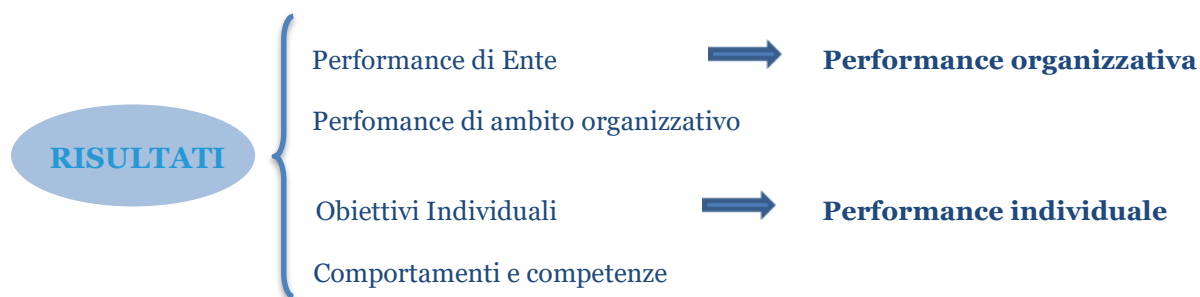 Performance di Ente Performance organizzativa
Perfomance di ambito organizzativo
RISULTATI
Obiettivi Individuali Performance individuale
Comportamenti e competenze